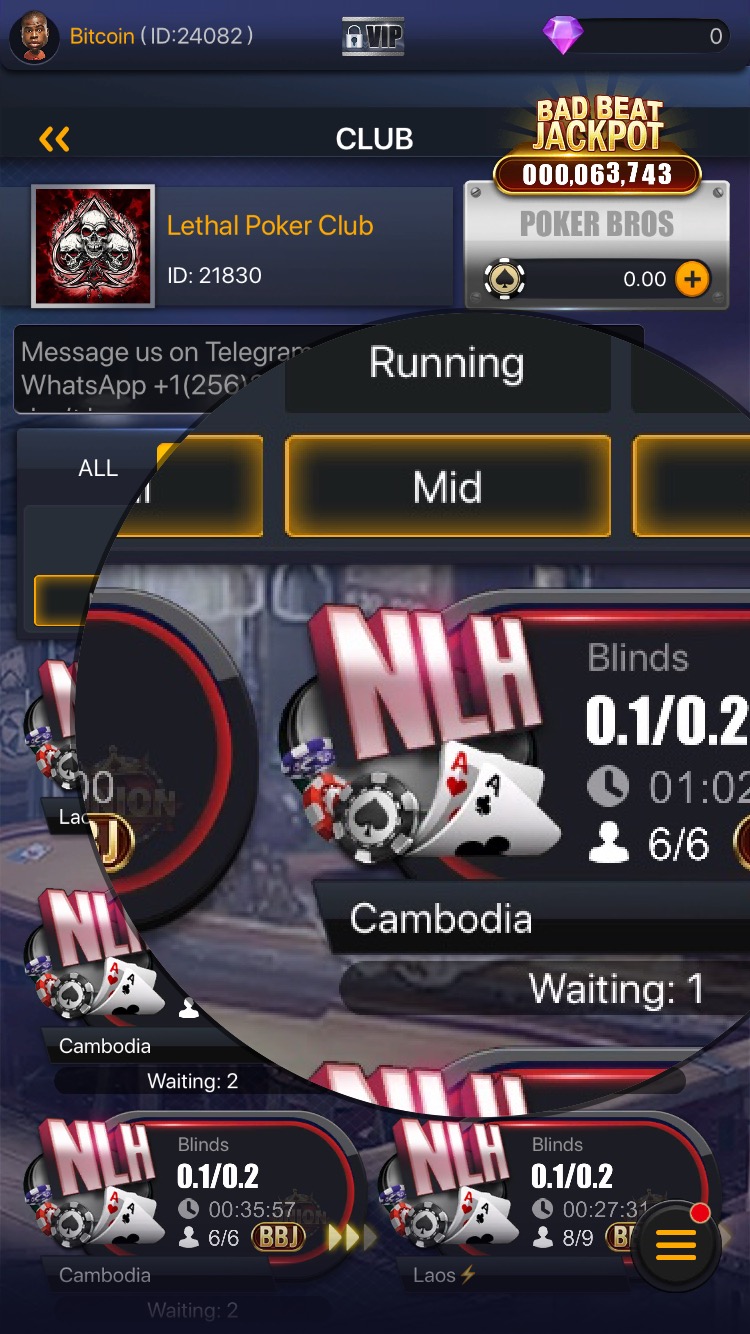 Bitcoin ( ID:24082 )
VIP
0
CLUB
BAD BEAT
JACKPOT
000,063,743
Lethal Poker Club
ID: 21830
POKER BROS
0.00
Message us on Telegram
WhatsApp +1(256)
Running
ALL
Mid
NLH
Blinds
0.1/0.2
01:02
6/6
Cambodia
Waiting: 1
NLH
Cambodia
Waiting: 2
NLH
NLH
Blinds
0.1/0.2
00:35:57
6/6 BBJ
Cambodia
Waiting: 2
NLH
Blinds
0.1/0.2
00:27:31
8/9
Laos⚡